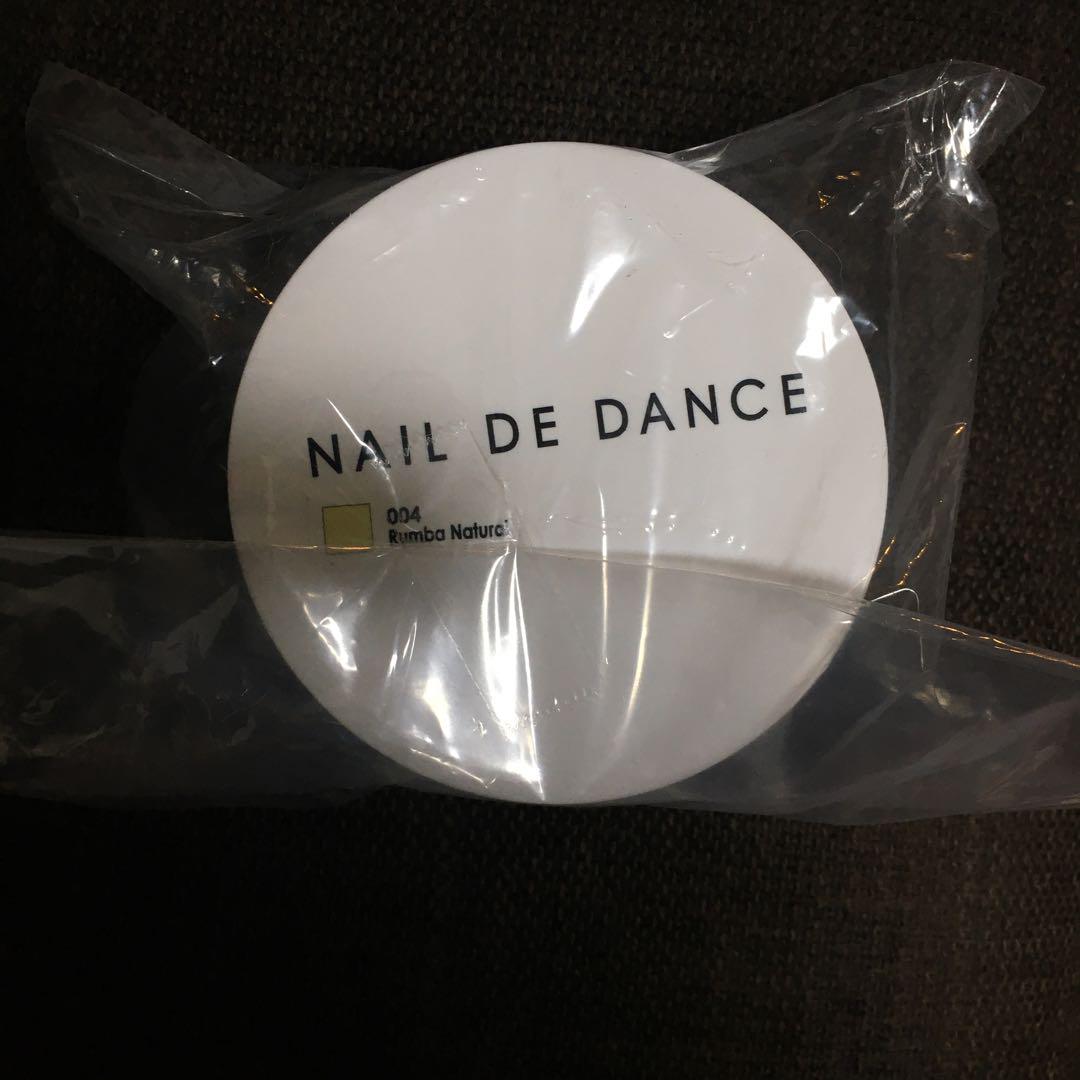 NAIL DE DANCE
004
Rumba Natural